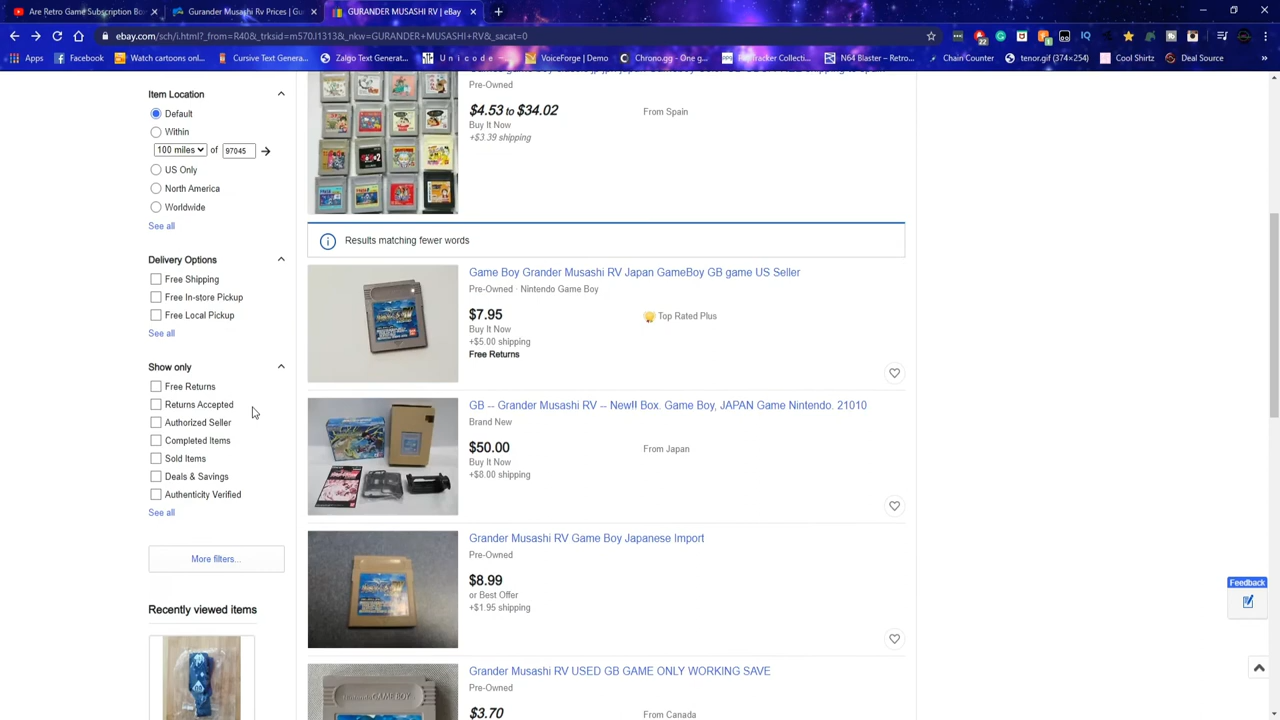 Are Retro Game Subscription Box
Gurander Musashi Rv Prices | Gu
GURANDER MUSASHI RV | eBay
ebay.com/sch/i.html?_from=R40&_trksid=m570.l1313&_nkw=GURANDER+MUSASHI+RV&_sacat=0
Apps
Facebook
Watch cartoons onl...
Cursive Text Generat...
Zalgo Text Generat...
U n i c o d e
VoiceForge | Demo
Chrono.gg - One g...
N64 Blaster – Retro...
Chain Counter
tenor.gif (374×254)
Cool Shirtz
Deal Source
Item Location
Default
Within
100 miles of 97045
US Only
North America
Worldwide
See all
Delivery Options
Free Shipping
Free In-store Pickup
Free Local Pickup
See all
Show only
Free Returns
Returns Accepted
Authorized Seller
Completed Items
Sold Items
Deals & Savings
Authenticity Verified
See all
More filters...
Recently viewed items
Pre-Owned
$4.53 to $34.02
From Spain
Buy It Now
+$3.39 shipping
Results matching fewer words
Game Boy Grander Musashi RV Japan GameBoy GB game US Seller
Pre-Owned · Nintendo Game Boy
$7.95
Top Rated Plus
Buy It Now
+$5.00 shipping
Free Returns
GB -- Grander Musashi RV -- New!! Box. Game Boy, JAPAN Game Nintendo. 21010
Brand New
$50.00
From Japan
Buy It Now
+$8.00 shipping
Grander Musashi RV Game Boy Japanese Import
Pre-Owned
$8.99
or Best Offer
+$1.95 shipping
Grander Musashi RV USED GB GAME ONLY WORKING SAVE
Pre-Owned
$3.70
From Canada
Nintendo GAME BOY
Feedback